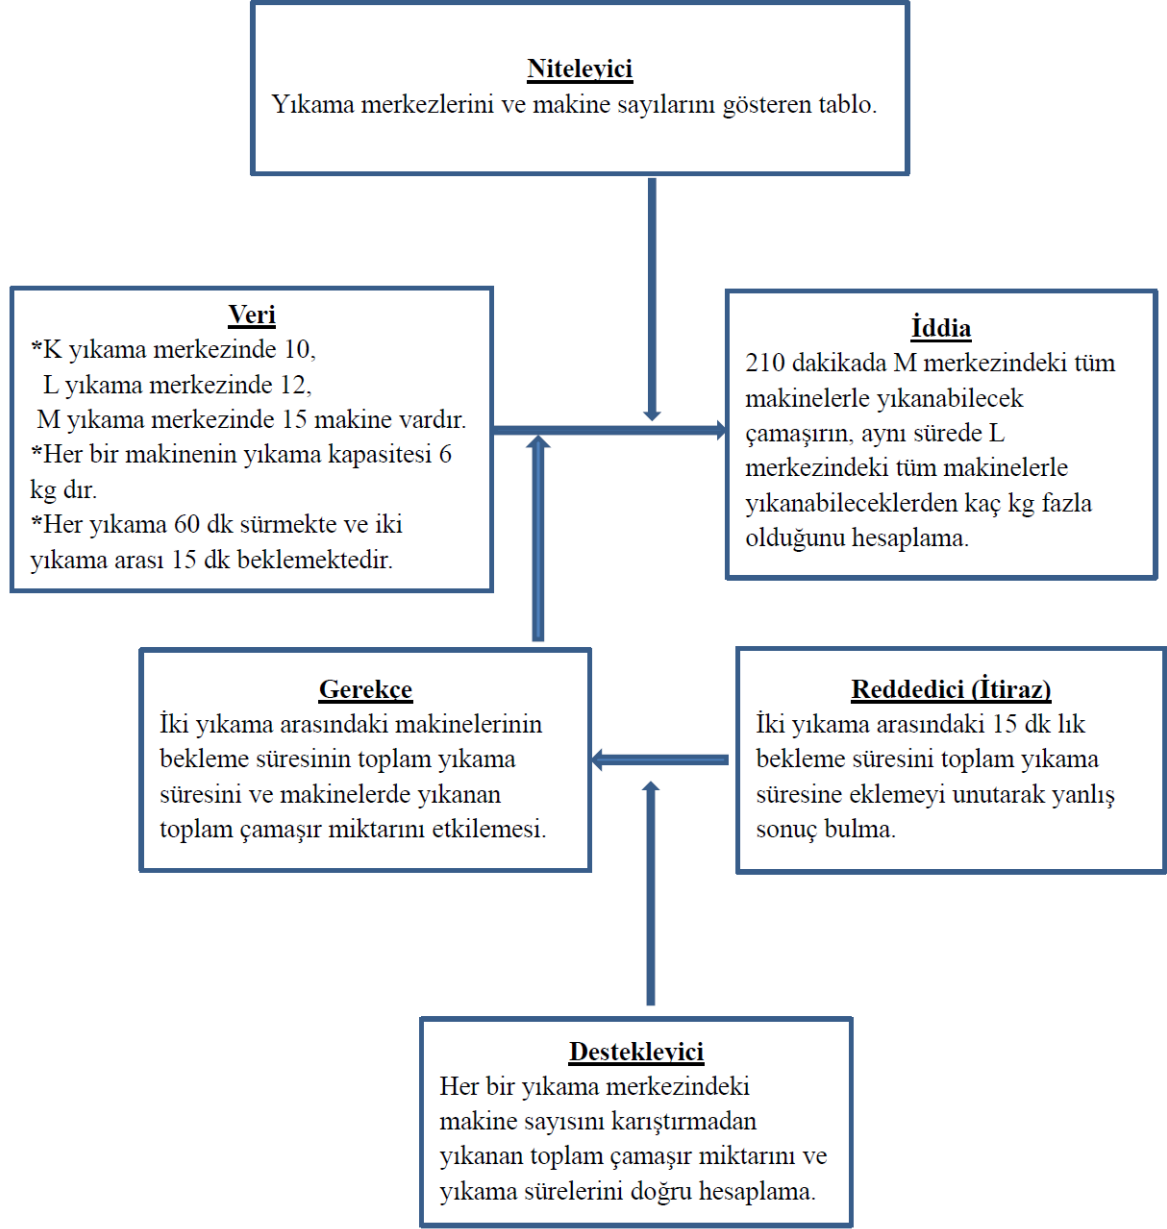 Niteleyici
Yıkama merkezlerini ve makine sayılarını gösteren tablo.
Veri
*K yıkama merkezinde 10,
L yıkama merkezinde 12,
M yıkama merkezinde 15 makine vardır.
*Her bir makinenin yıkama kapasitesi 6
kg dır.
*Her yıkama 60 dk sürmekte ve iki
yıkama arası 15 dk beklemektedir.
İddia
210 dakikada M merkezindeki tüm
makinelerle yıkanabilecek
çamaşırın, aynı sürede L
merkezindeki tüm makinelerle
yıkanabileceklerden kaç kg fazla
olduğunu hesaplama.
Gerekçe
İki yıkama arasındaki makinelerinin
bekleme süresinin toplam yıkama
süresini ve makinelerde yıkanan
toplam çamaşır miktarını etkilemesi.
Reddedici (İtiraz)
İki yıkama arasındaki 15 dk lık
bekleme süresini toplam yıkama
süresine eklemeyi unutarak yanlış
sonuç bulma.
Destekleyici
Her bir yıkama merkezindeki
makine sayısını karıştırmadan
yıkanan toplam çamaşır miktarını ve
yıkama sürelerini doğru hesaplama.